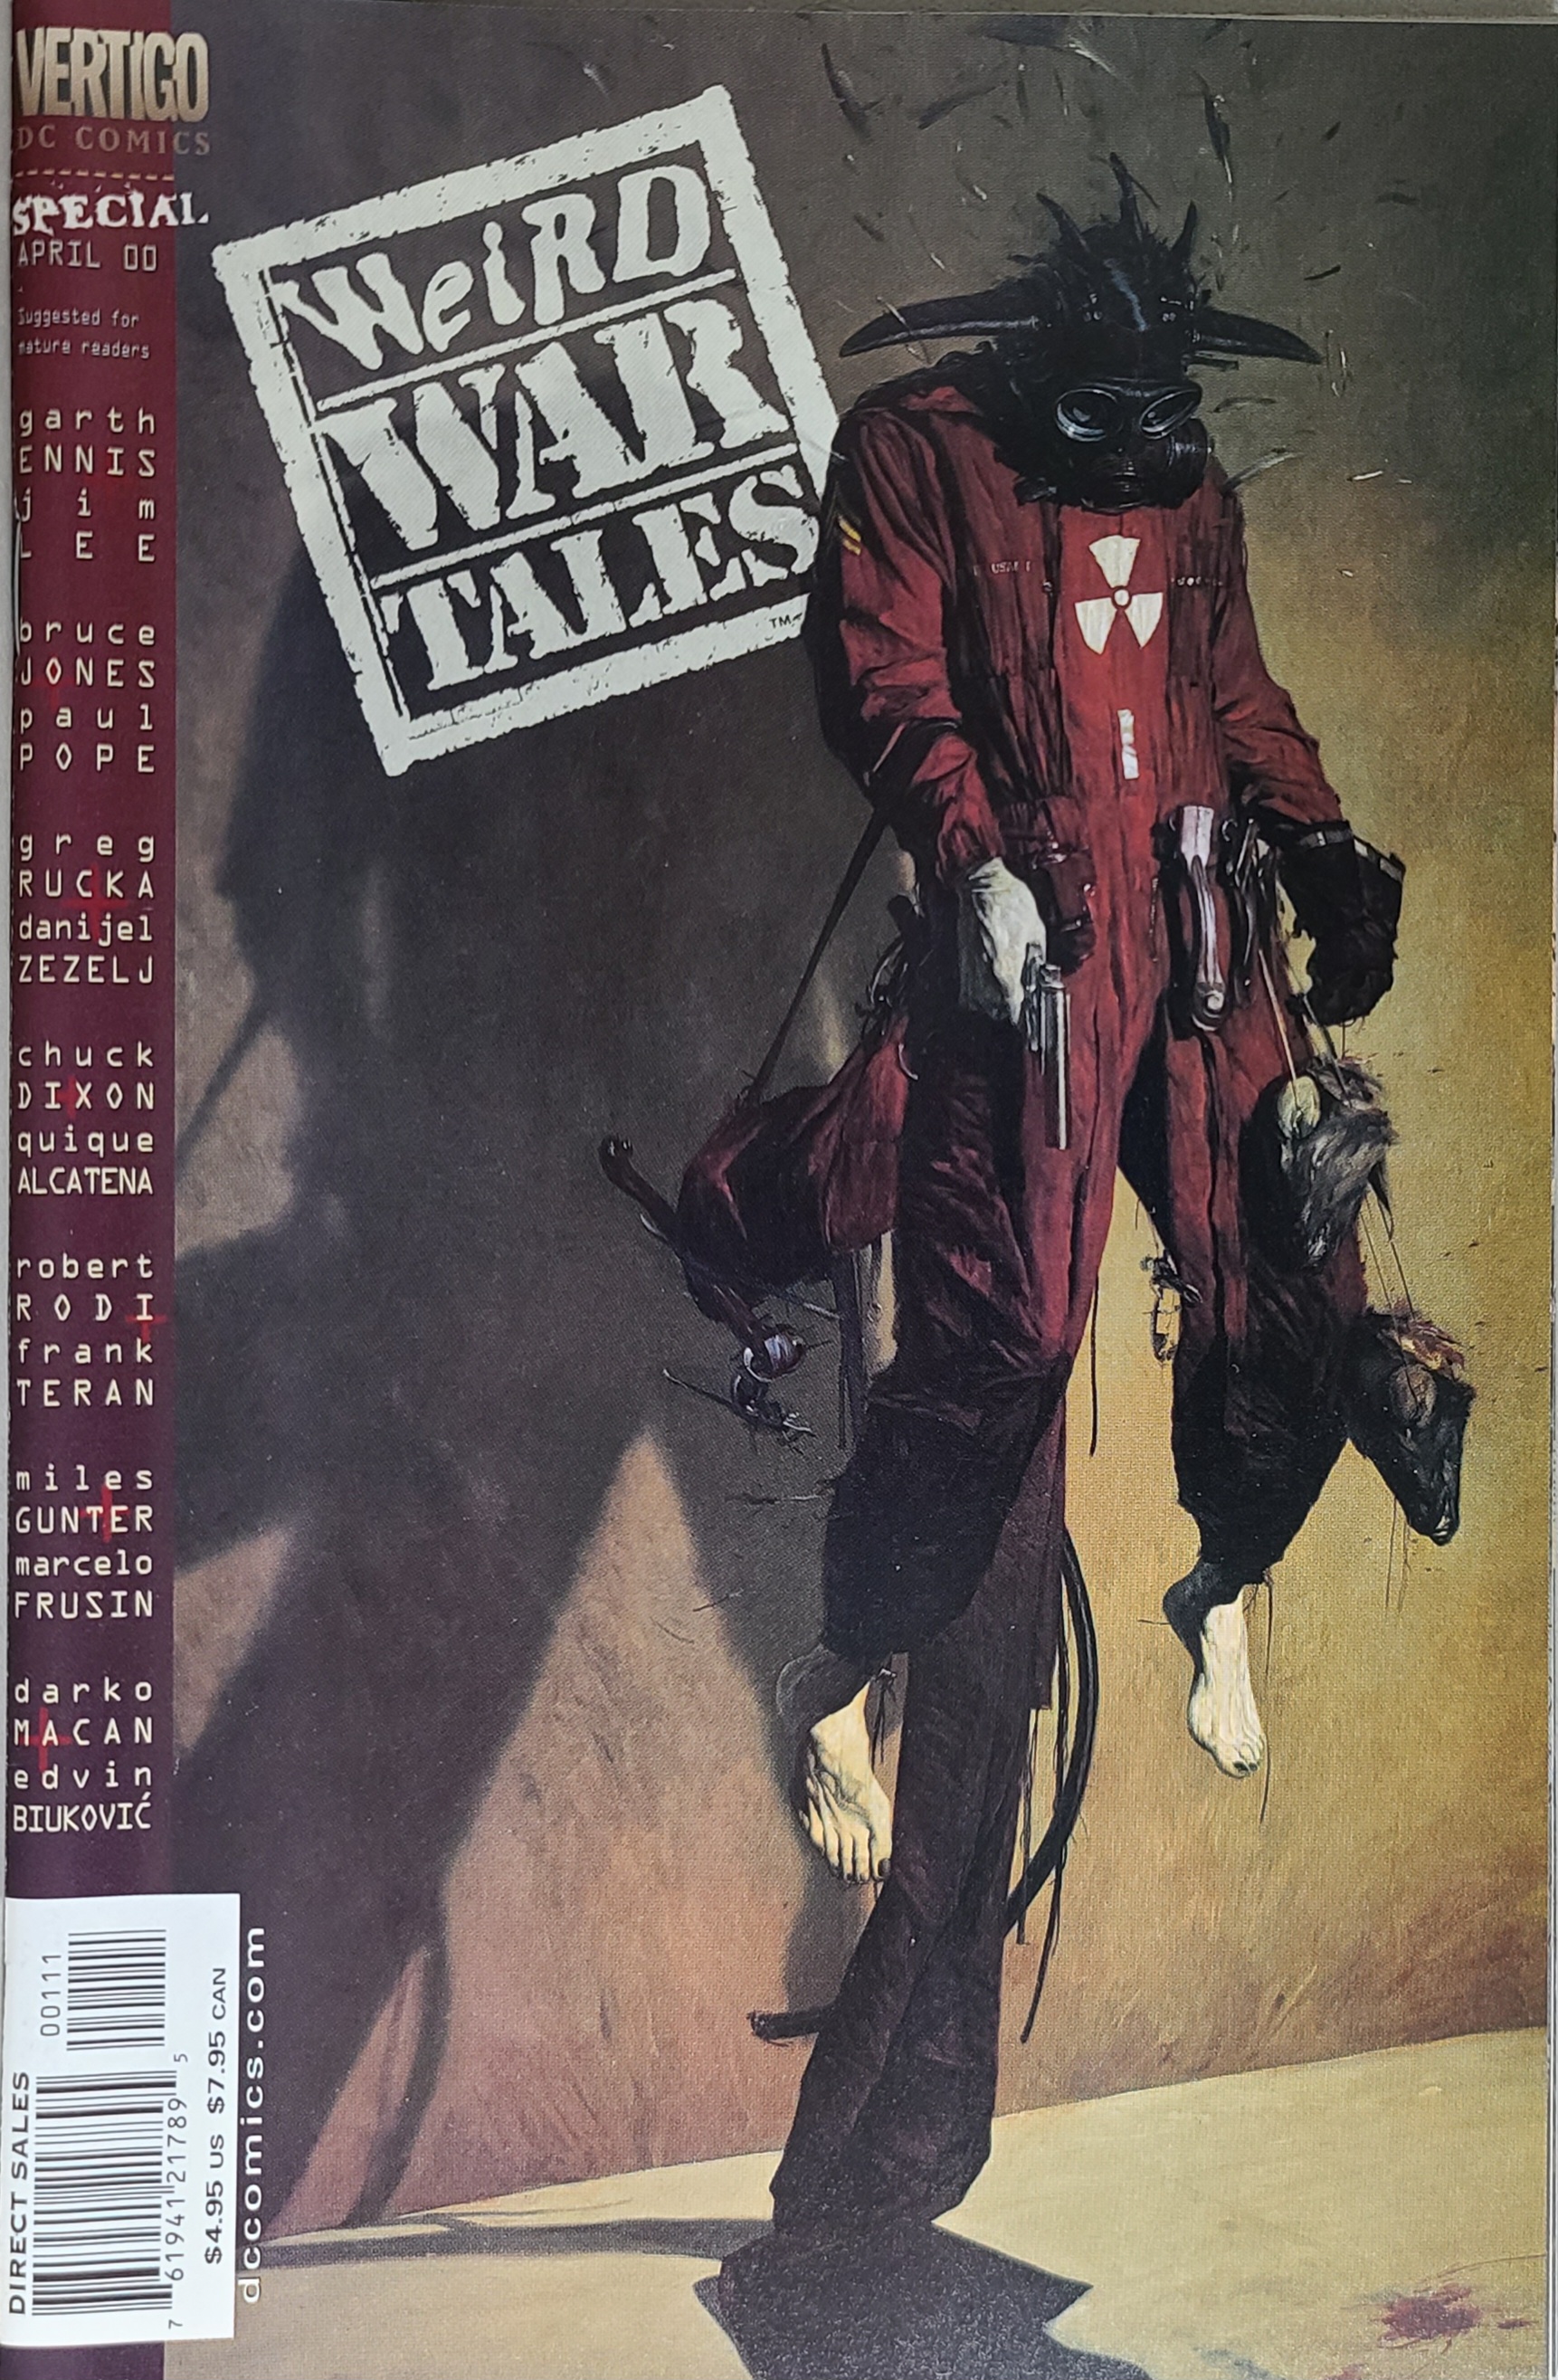 VERTIGO
DC COMICS
SPECIAL
APRIL 00
Suggested for
mature readers
garth
ENNIS
jim
LEE
bruce
JONES
paul
POPE
greg
RUCKA
danijel
ZEZELJ
chuck
DIXON
quique
ALCATENA
robert
RODI
frank
TERAN
miles
GUNTER
marcelo
FRUSIN
darko
MACAN
edvin
BIUKOVIĆ
WeiRD
WAR
TALES
TM
DIRECT SALES
00111
7 61941 21789 5
$4.95 US $7.95 CAN
dccomics.com